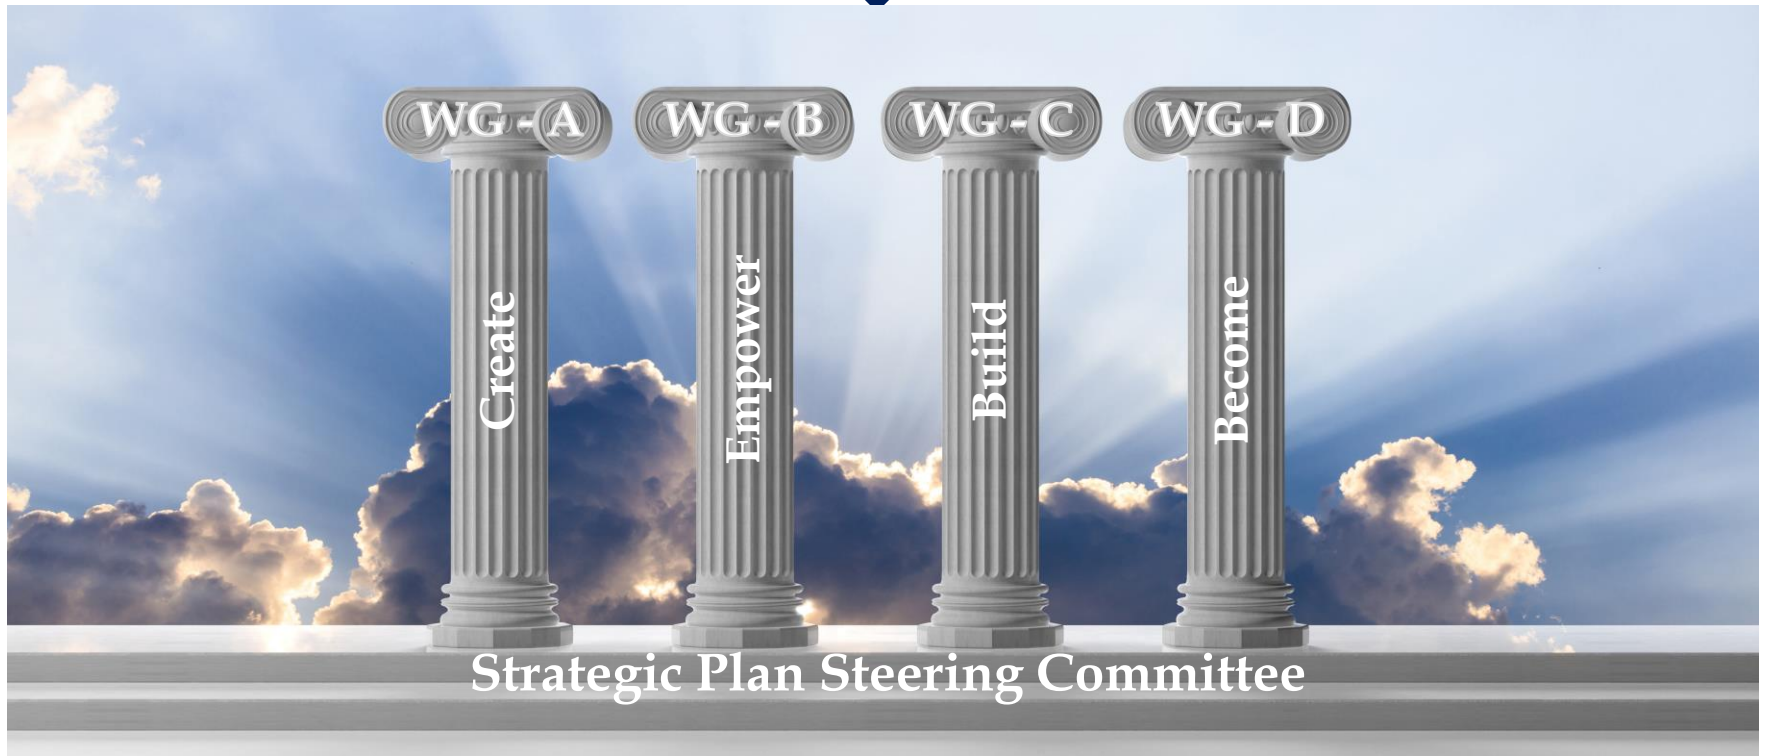 WG - A
WG - B
WG - C
WG - D
Create
Empower
Build
Become
Strategic Plan Steering Committee